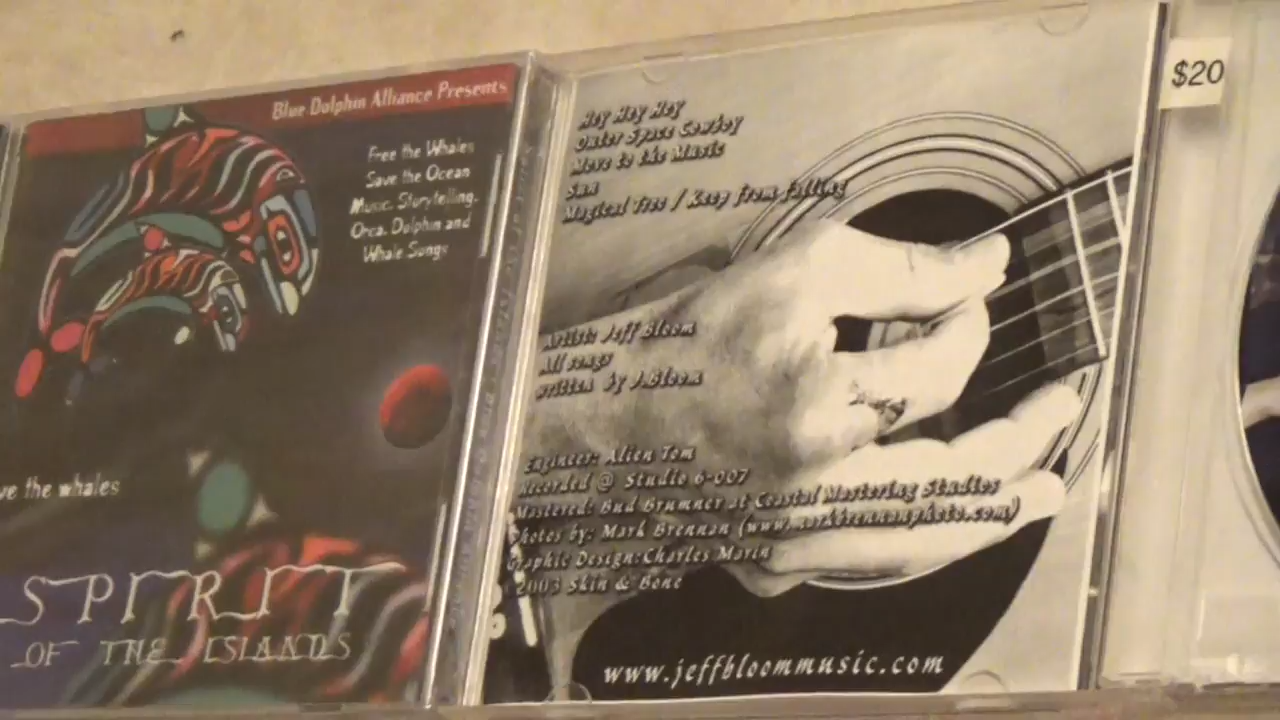 Blue Dolphin Alliance Presents
Free the Whales
Save the Ocean
Music, Storytelling,
Orca, Dolphin and
Whale Songs
ve the whales
SPIRIT
OF THE ISLANDS
Hey Hey Hey
Outer Space Cowboy
Move to the Music
Sun
Magical Tree / Keep from falling
Artist: Jeff Bloom
All songs
written by J.Bloom
Engineer: Alien Tom
Recorded @ Studio 6-007
Mastered: Bud Brumner at Coastal Mastering Studios
Photos by: Mark Brennan (www.markbrennanphoto.com)
Graphic Design:Charles Marin
2003 Skin & Bone
www.jeffbloommusic.com
$20